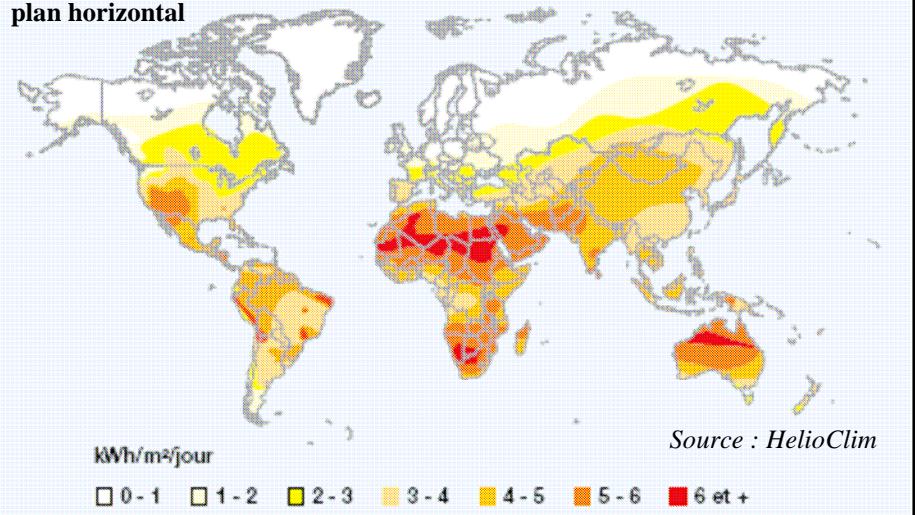 plan horizontal
Source : HelioClim
kWh/m²/jour
0 - 1 1 - 2 2 - 3 3 - 4 4 - 5 5 - 6 6 et +